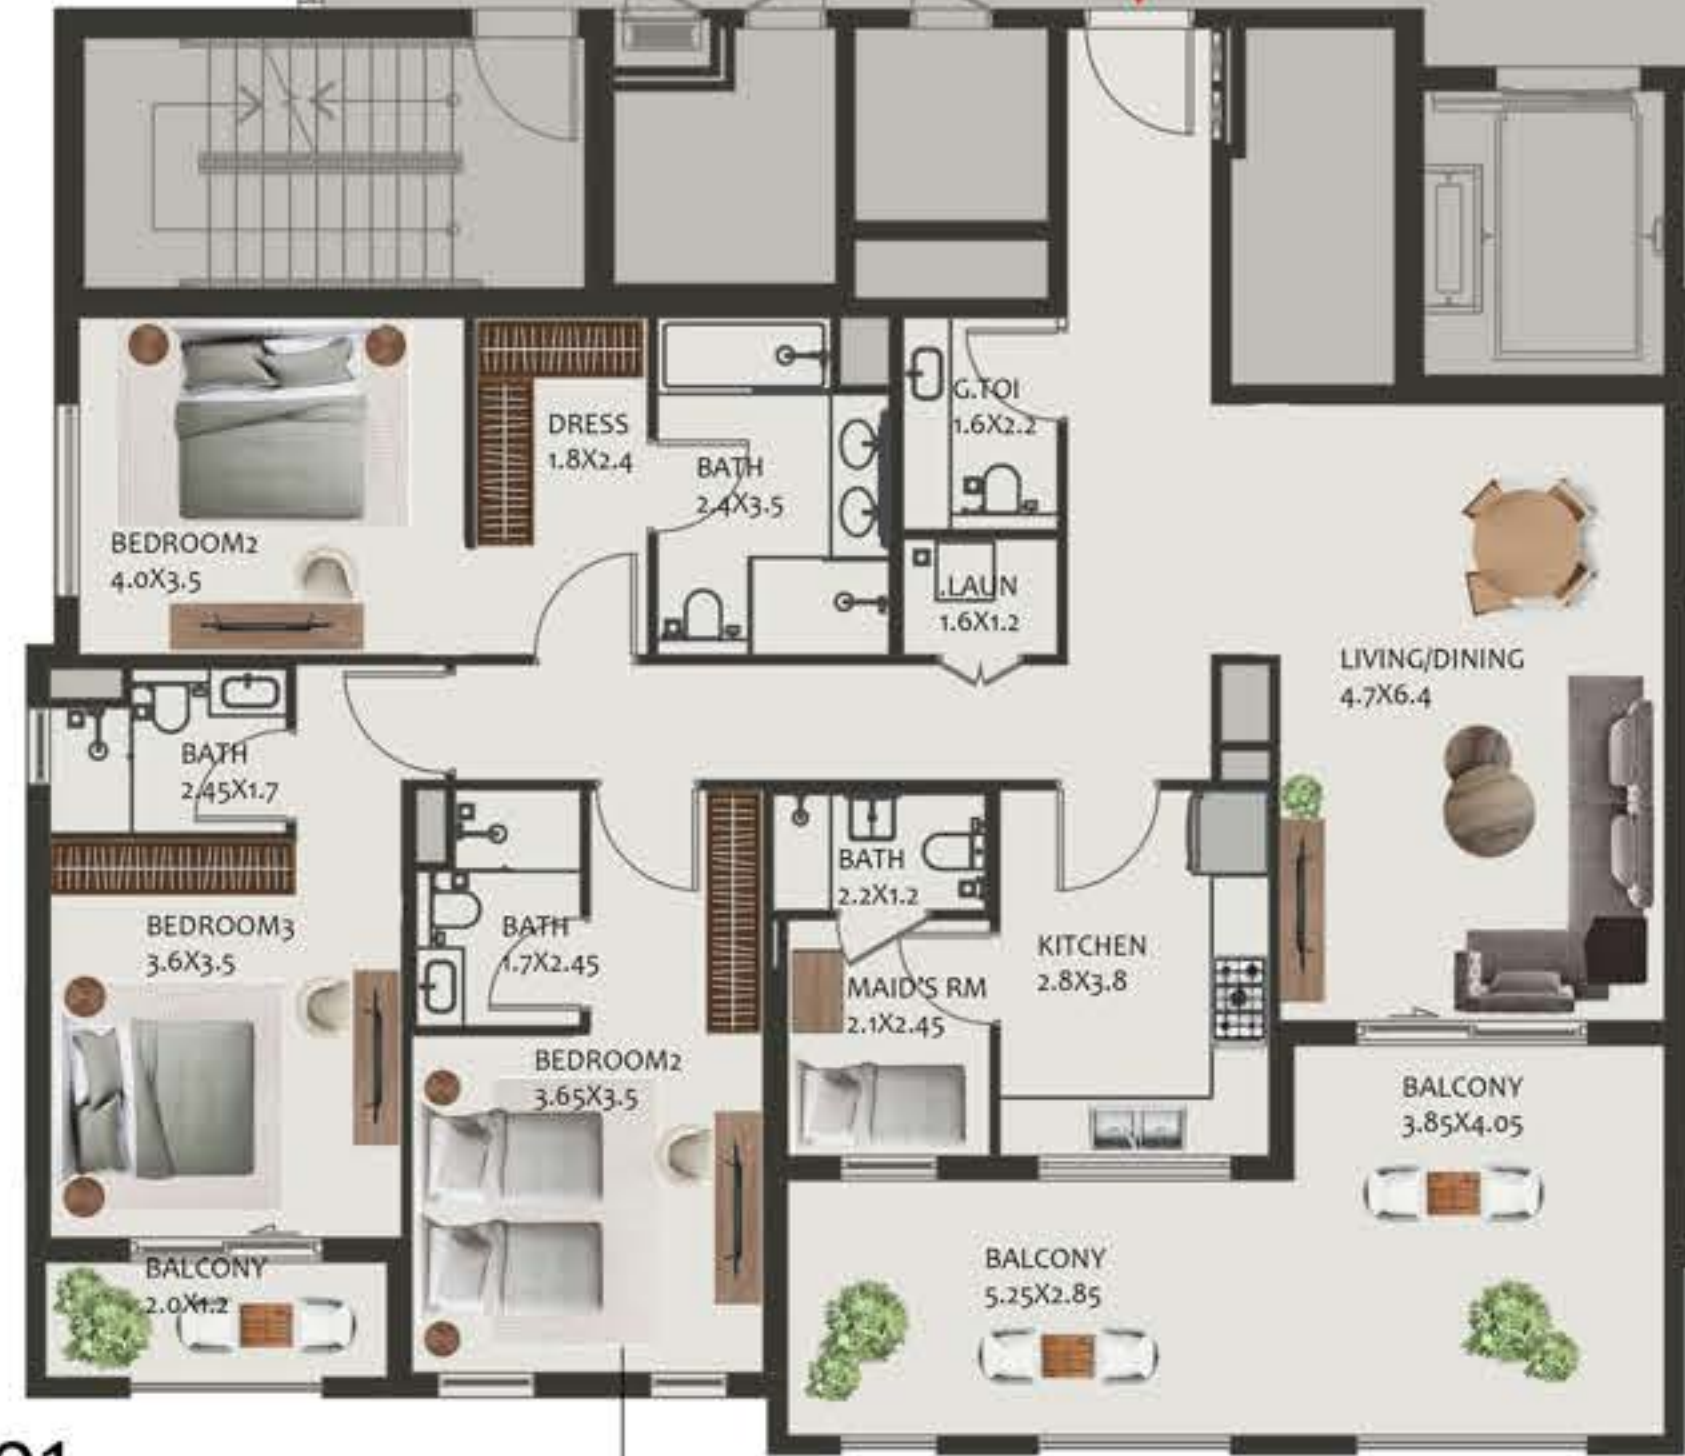 G.TOI
1.6X2.2
DRESS
1.8X2.4
BATH
2.4X3.5
BEDROOM2
4.0X3.5
.LAUN
1.6X1.2
LIVING/DINING
4.7X6.4
BATH
2.45X1.7
BATH
2.2X1.2
BEDROOM3
3.6X3.5
BATH
1.7X2.45
KITCHEN
2.8X3.8
MAID'S RM
2.1X2.45
BEDROOM2
3.65X3.5
BALCONY
3.85X4.05
BALCONY
2.0X1.2
BALCONY
5.25X2.85